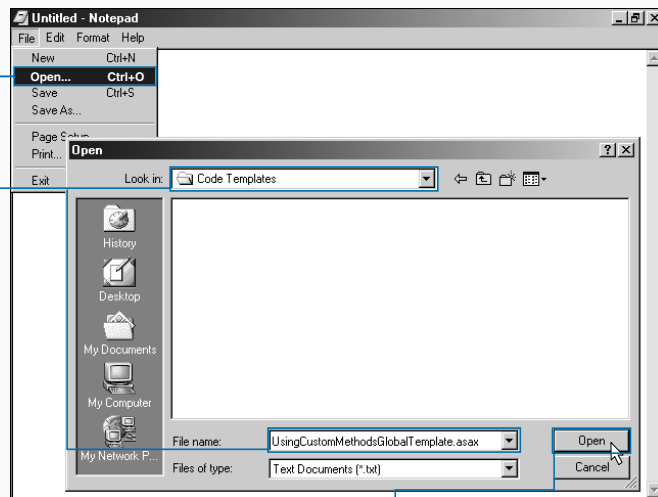 Untitled - Notepad
File Edit Format Help
New Ctrl+N
Open... Ctrl+O
Save Ctrl+S
Save As...
Page Setup
Print...
Exit
Open
Look in: Code Templates
History
Desktop
My Documents
My Computer
My Network P...
File name: UsingCustomMethodsGlobalTemplate.asax Open
Files of type: Text Documents (*.txt) Cancel